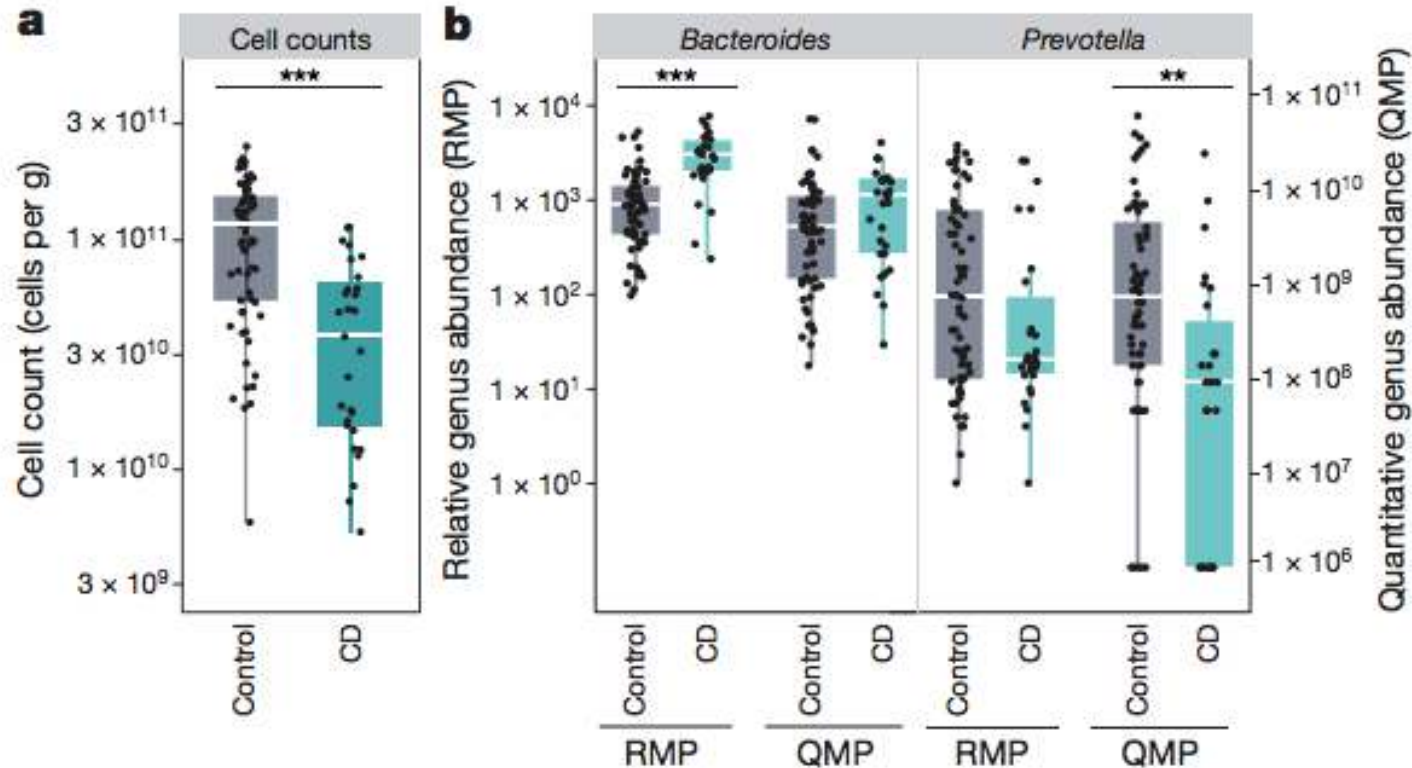 a
Cell counts
***
Cell count (cells per g)
3 × 10¹¹
1 × 10¹¹
3 × 10¹⁰
1 × 10¹⁰
3 × 10⁹
Control
CD
b
Bacteroides
Prevotella
***
**
Relative genus abundance (RMP)
1 × 10⁴
1 × 10³
1 × 10²
1 × 10¹
1 × 10⁰
1 × 10¹¹
1 × 10¹⁰
1 × 10⁹
1 × 10⁸
1 × 10⁷
1 × 10⁶
Quantitative genus abundance (QMP)
Control
CD
Control
CD
Control
CD
Control
CD
RMP
QMP
RMP
QMP